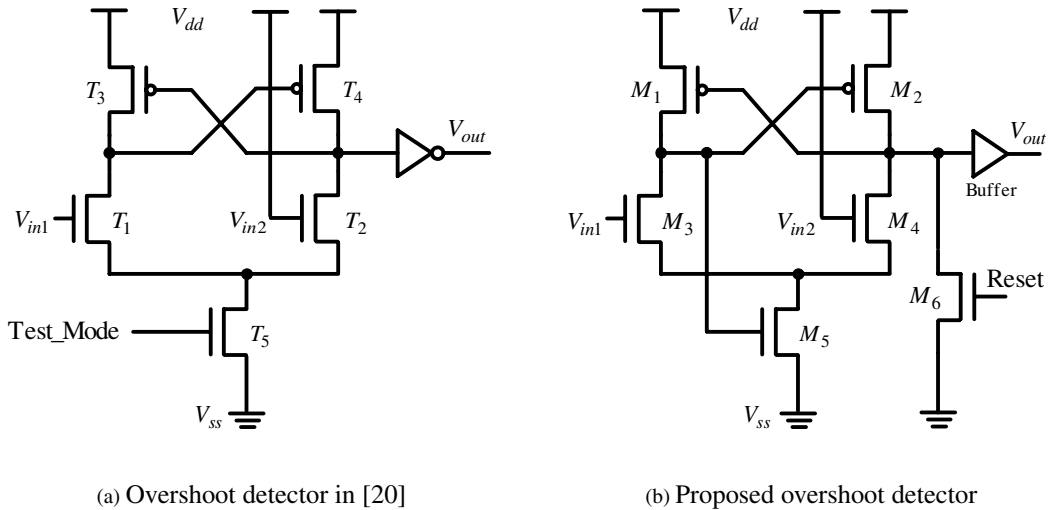 V_dd
T_3
T_4
V_out
V_in1
T_1
V_in2
T_2
Test_Mode
T_5
V_ss
(a) Overshoot detector in [20]
V_dd
M_1
M_2
V_out
Buffer
V_in1
M_3
V_in2
M_4
M_6
Reset
M_5
V_ss
(b) Proposed overshoot detector